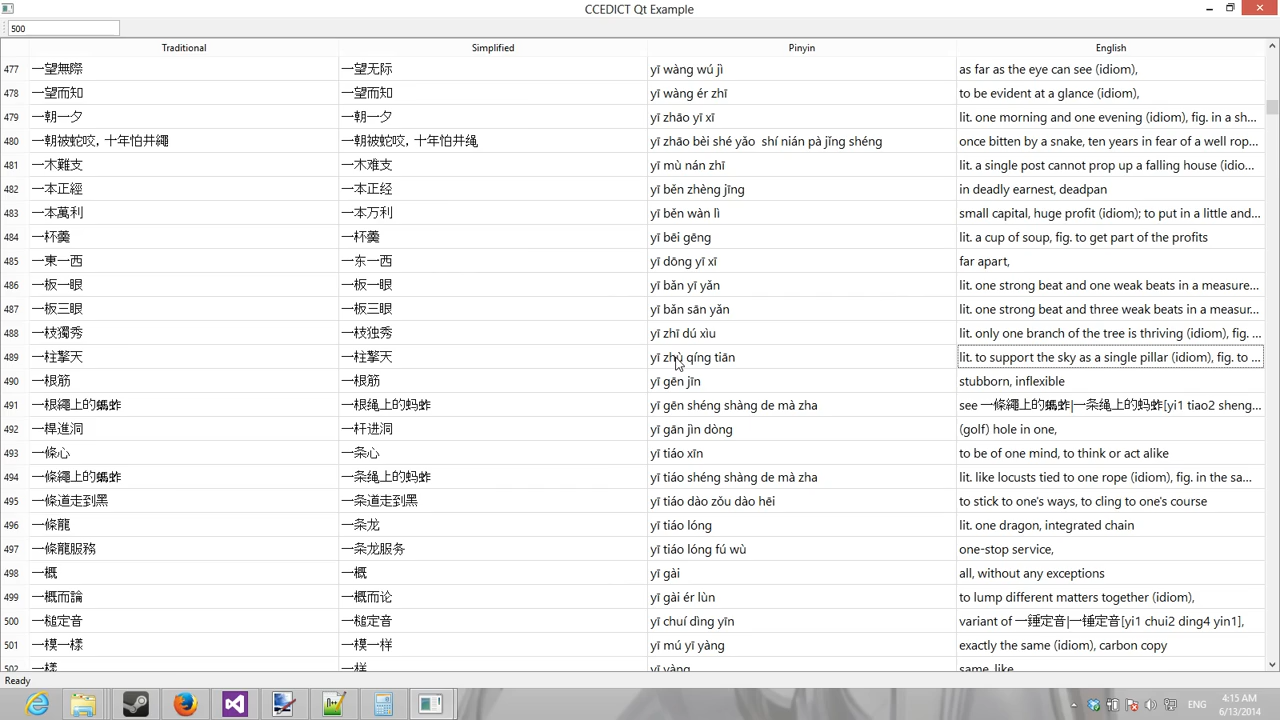 CCEDICT Qt Example
500
Traditional Simplified Pinyin English
477 一望無際 一望无际 yī wàng wú jì as far as the eye can see (idiom),
478 一望而知 一望而知 yī wàng ér zhī to be evident at a glance (idiom),
479 一朝一夕 一朝一夕 yī zhāo yī xī lit. one morning and one evening (idiom), fig. in a sh...
480 一朝被蛇咬, 十年怕井繩 一朝被蛇咬, 十年怕井绳 yī zhāo bèi shé yǎo  shí nián pà jǐng shéng once bitten by a snake, ten years in fear of a well rop...
481 一木難支 一木难支 yī mù nán zhī lit. a single post cannot prop up a falling house (idio...
482 一本正經 一本正经 yī běn zhèng jīng in deadly earnest, deadpan
483 一本萬利 一本万利 yī běn wàn lì small capital, huge profit (idiom); to put in a little and...
484 一杯羹 一杯羹 yī bēi gēng lit. a cup of soup, fig. to get part of the profits
485 一東一西 一东一西 yī dōng yī xī far apart,
486 一板一眼 一板一眼 yī bǎn yī yǎn lit. one strong beat and one weak beats in a measure...
487 一板三眼 一板三眼 yī bǎn sān yǎn lit. one strong beat and three weak beats in a measur...
488 一枝獨秀 一枝独秀 yī zhī dú xìu lit. only one branch of the tree is thriving (idiom), fig. ...
489 一柱擎天 一柱擎天 yī zhù qíng tiān lit. to support the sky as a single pillar (idiom), fig. to ...
490 一根筋 一根筋 yī gēn jīn stubborn, inflexible
491 一根繩上的螞蚱 一根绳上的蚂蚱 yī gēn shéng shàng de mà zha see 一條繩上的螞蚱|一条绳上的蚂蚱[yi1 tiao2 sheng...
492 一桿進洞 一杆进洞 yī gān jìn dòng (golf) hole in one,
493 一條心 一条心 yī tiáo xīn to be of one mind, to think or act alike
494 一條繩上的螞蚱 一条绳上的蚂蚱 yī tiáo shéng shàng de mà zha lit. like locusts tied to one rope (idiom), fig. in the sa...
495 一條道走到黑 一条道走到黑 yī tiáo dào zǒu dào hēi to stick to one's ways, to cling to one's course
496 一條龍 一条龙 yī tiáo lóng lit. one dragon, integrated chain
497 一條龍服務 一条龙服务 yī tiáo lóng fú wù one-stop service,
498 一概 一概 yī gài all, without any exceptions
499 一概而論 一概而论 yī gài ér lùn to lump different matters together (idiom),
500 一槌定音 一槌定音 yī chuí dìng yīn variant of 一錘定音|一锤定音[yi1 chui2 ding4 yin1],
501 一模一樣 一模一样 yī mú yī yàng exactly the same (idiom), carbon copy
502 一樣 一样 yī yàng same, like
Ready
ENG
4:15 AM
6/13/2014